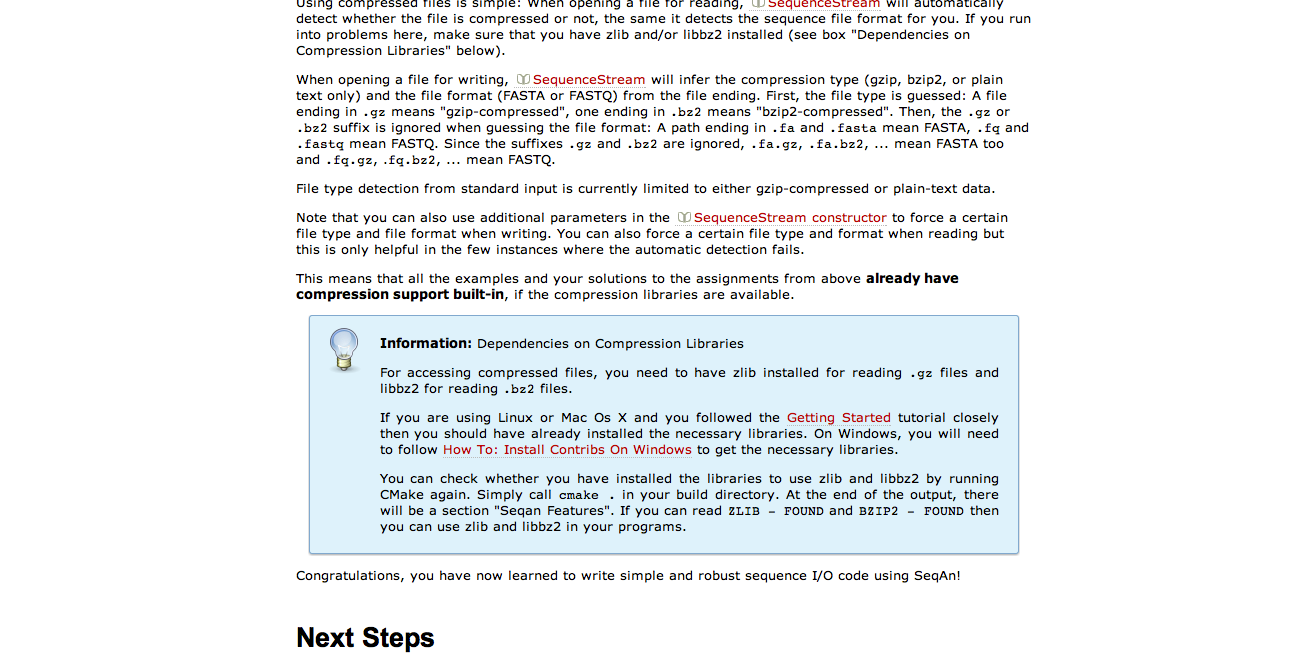 Using compressed files is simple: When opening a file for reading, SequenceStream will automatically
detect whether the file is compressed or not, the same it detects the sequence file format for you. If you run
into problems here, make sure that you have zlib and/or libbz2 installed (see box "Dependencies on
Compression Libraries" below).
When opening a file for writing, SequenceStream will infer the compression type (gzip, bzip2, or plain
text only) and the file format (FASTA or FASTQ) from the file ending. First, the file type is guessed: A file
ending in .gz means "gzip-compressed", one ending in .bz2 means "bzip2-compressed". Then, the .gz or
.bz2 suffix is ignored when guessing the file format: A path ending in .fa and .fasta mean FASTA, .fq and
.fastq mean FASTQ. Since the suffixes .gz and .bz2 are ignored, .fa.gz, .fa.bz2, ... mean FASTA too
and .fq.gz, .fq.bz2, ... mean FASTQ.
File type detection from standard input is currently limited to either gzip-compressed or plain-text data.
Note that you can also use additional parameters in the SequenceStream constructor to force a certain
file type and file format when writing. You can also force a certain file type and format when reading but
this is only helpful in the few instances where the automatic detection fails.
This means that all the examples and your solutions to the assignments from above already have
compression support built-in, if the compression libraries are available.
Information: Dependencies on Compression Libraries
For accessing compressed files, you need to have zlib installed for reading .gz files and
libbz2 for reading .bz2 files.
If you are using Linux or Mac Os X and you followed the Getting Started tutorial closely
then you should have already installed the necessary libraries. On Windows, you will need
to follow How To: Install Contribs On Windows to get the necessary libraries.
You can check whether you have installed the libraries to use zlib and libbz2 by running
CMake again. Simply call cmake . in your build directory. At the end of the output, there
will be a section "Seqan Features". If you can read ZLIB - FOUND and BZIP2 - FOUND then
you can use zlib and libbz2 in your programs.
Congratulations, you have now learned to write simple and robust sequence I/O code using SeqAn!
Next Steps